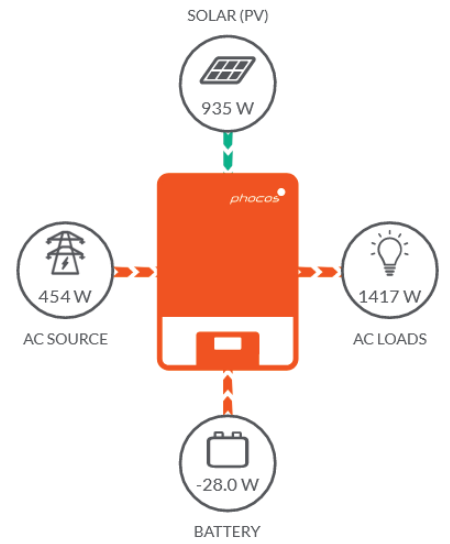 SOLAR (PV)
935 W
phocos
454 W
1417 W
AC SOURCE
AC LOADS
-28.0 W
BATTERY